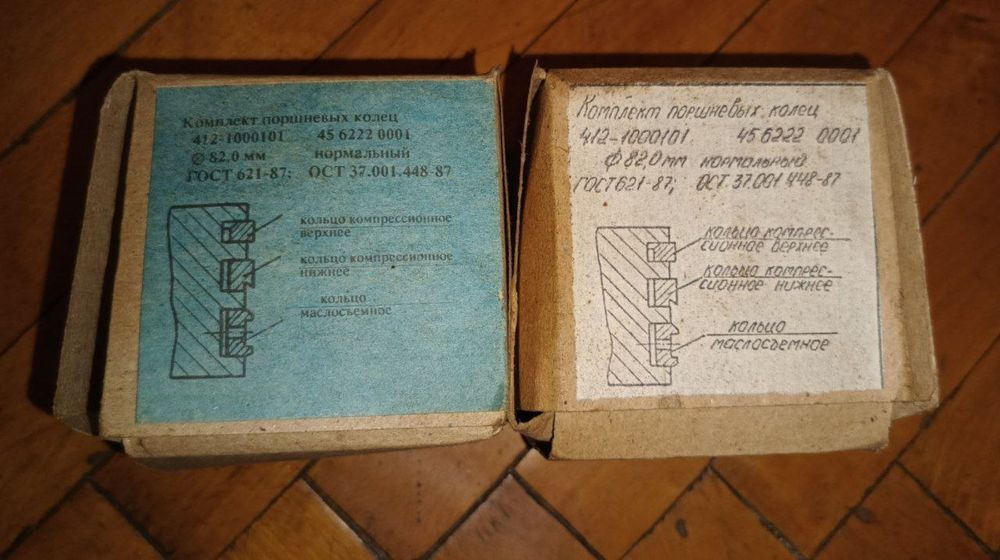 Комплект поршневых колец
412-1000101 45 6222 0001
∅ 82,0 мм нормальный
ГОСТ 621-87; ОСТ 37.001.448-87
кольцо компрессионное
верхнее
кольцо компрессионное
нижнее
кольцо
маслосъемное
Комплект поршневых колец
412-1000101 45 6222 0001
∅ 82,0 мм нормальный
ГОСТ 621-87; ОСТ 37.001.448-87
кольцо компрес-
сионное верхнее
кольцо компрес-
сионное нижнее
кольцо
маслосъемное